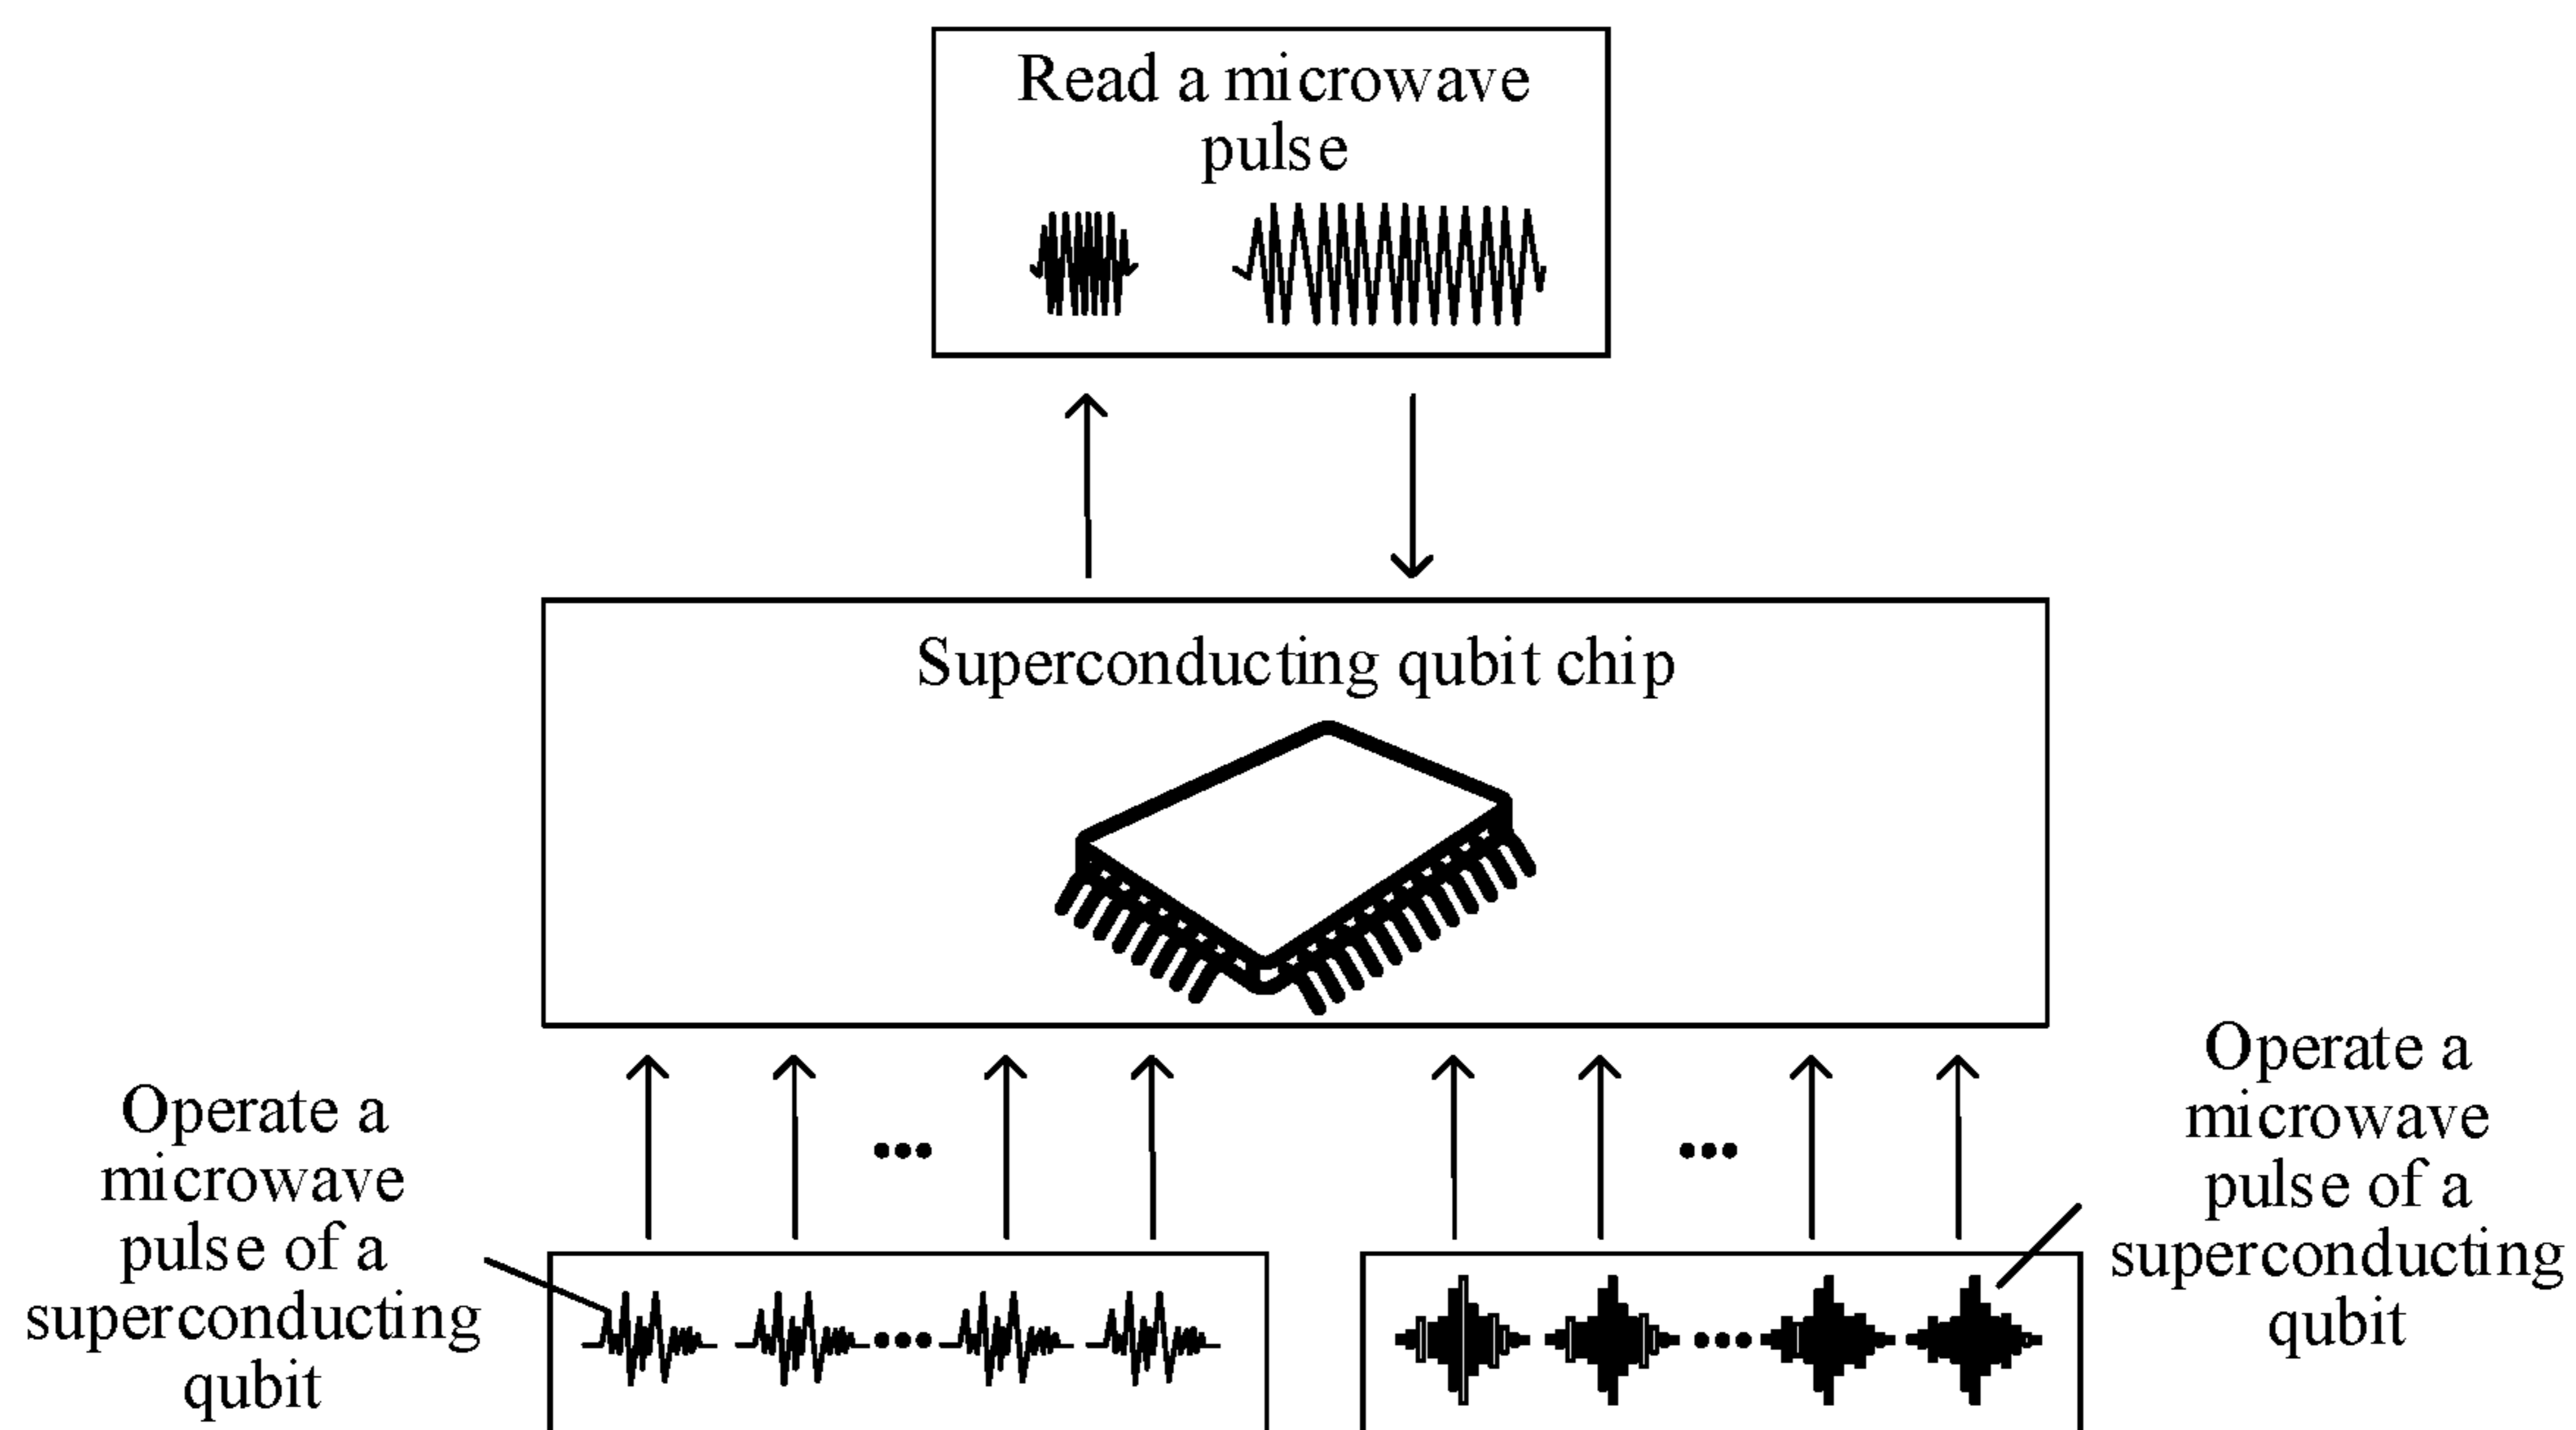 Read a microwave
pulse
Superconducting qubit chip
Operate a
microwave
pulse of a
superconducting
qubit
Operate a
microwave
pulse of a
superconducting
qubit